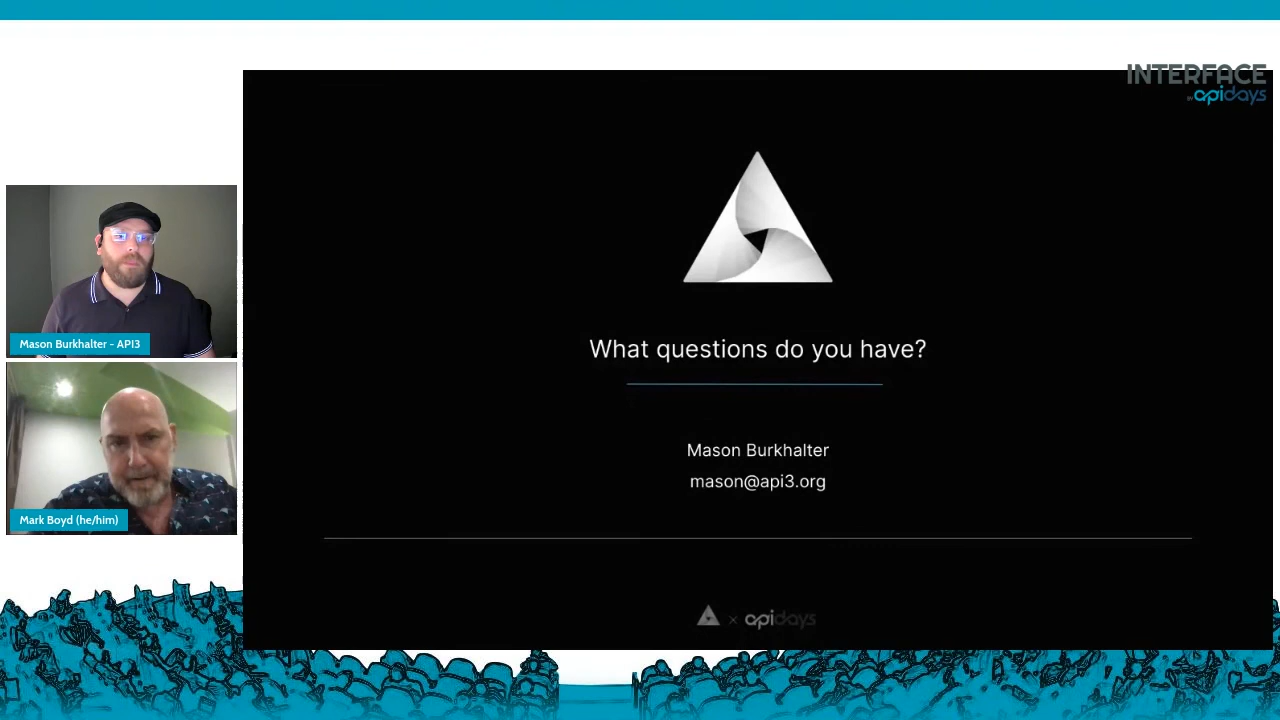 INTERFACE
BY apidays
Mason Burkhalter - API3
Mark Boyd (he/him)
What questions do you have?
Mason Burkhalter
mason@api3.org
× apidays